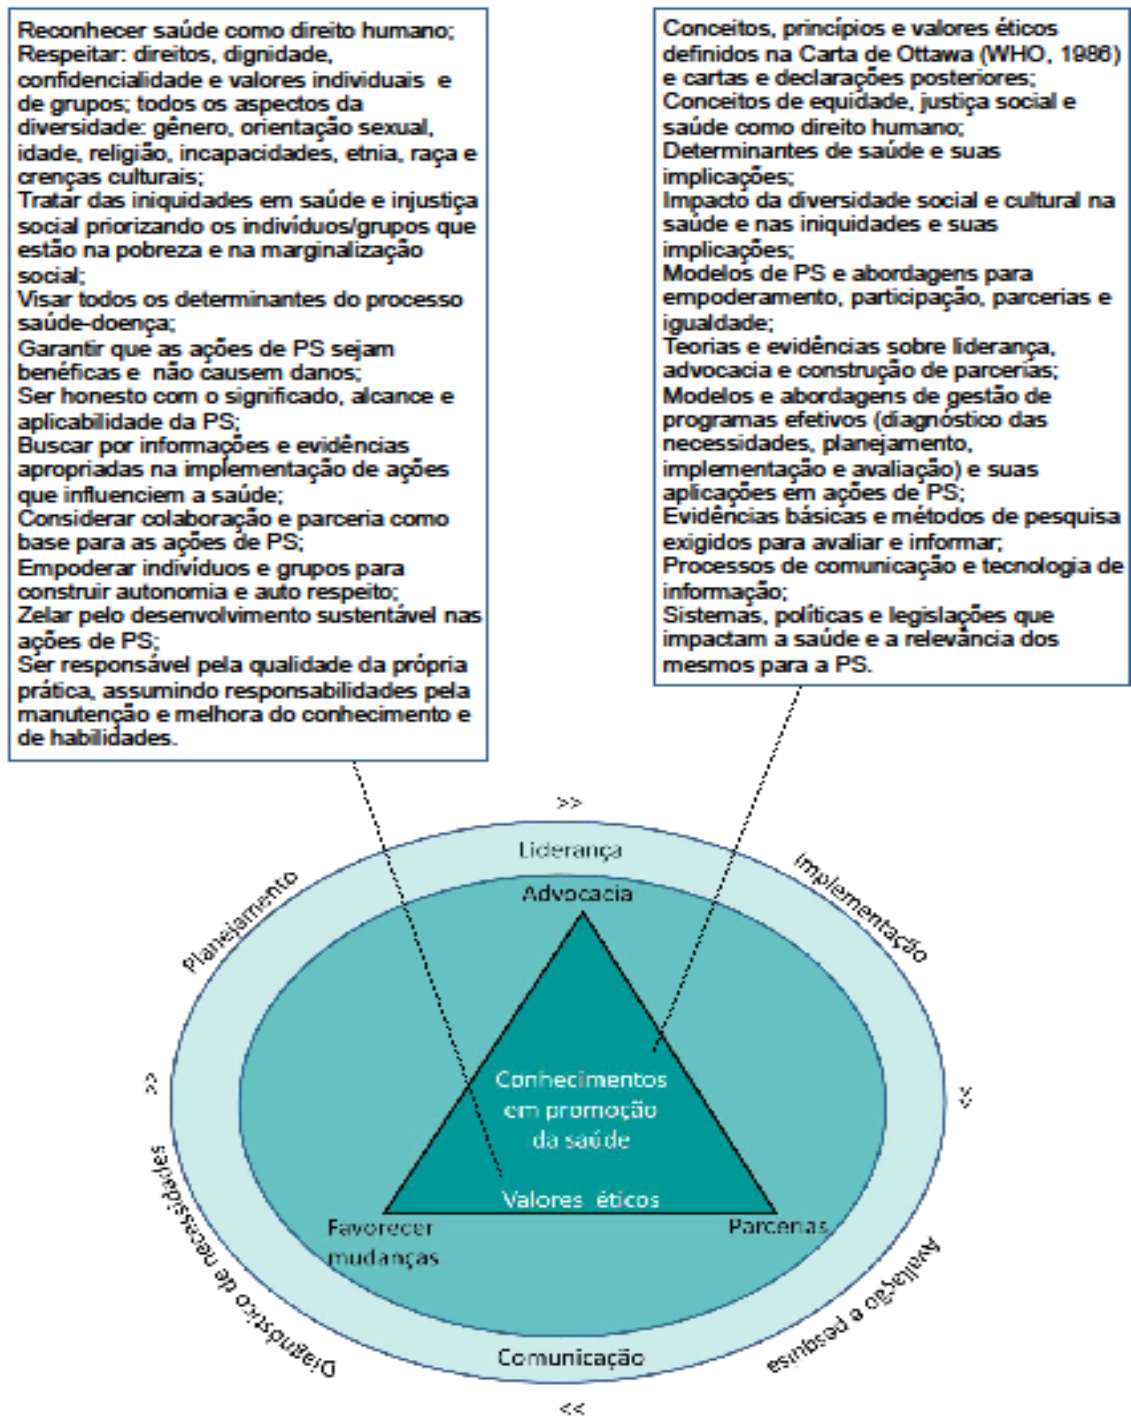 Reconhecer saúde como direito humano;
Respeitar: direitos, dignidade,
confidencialidade e valores individuais e
de grupos; todos os aspectos da
diversidade: gênero, orientação sexual,
idade, religião, incapacidades, etnia, raça e
crenças culturais;
Tratar das iniquidades em saúde e injustiça
social priorizando os indivíduos/grupos que
estão na pobreza e na marginalização
social;
Visar todos os determinantes do processo
saúde-doença;
Garantir que as ações de PS sejam
benéficas e não causem danos;
Ser honesto com o significado, alcance e
aplicabilidade da PS;
Buscar por informações e evidências
apropriadas na implementação de ações
que influenciem a saúde;
Considerar colaboração e parceria como
base para as ações de PS;
Empoderar indivíduos e grupos para
construir autonomia e auto respeito;
Zelar pelo desenvolvimento sustentável nas
ações de PS;
Ser responsável pela qualidade da própria
prática, assumindo responsabilidades pela
manutenção e melhora do conhecimento e
de habilidades.
Conceitos, princípios e valores éticos
definidos na Carta de Ottawa (WHO, 1986)
e cartas e declarações posteriores;
Conceitos de equidade, justiça social e
saúde como direito humano;
Determinantes de saúde e suas
implicações;
Impacto da diversidade social e cultural na
saúde e nas iniquidades e suas
implicações;
Modelos de PS e abordagens para
empoderamento, participação, parcerias e
igualdade;
Teorias e evidências sobre liderança,
advocacia e construção de parcerias;
Modelos e abordagens de gestão de
programas efetivos (diagnóstico das
necessidades, planejamento,
implementação e avaliação) e suas
aplicações em ações de PS;
Evidências básicas e métodos de pesquisa
exigidos para avaliar e informar;
Processos de comunicação e tecnologia de
informação;
Sistemas, políticas e legislações que
impactam a saúde e a relevância dos
mesmos para a PS.
>>
Liderança
Advocacia
Planejamento
Implementação
Conhecimentos
em promoção
da saúde
>>
>>
Valores éticos
Favorecer
mudanças
Parcerias
Diagnóstico de necessidades
Avaliação e pesquisa
Comunicação
<<